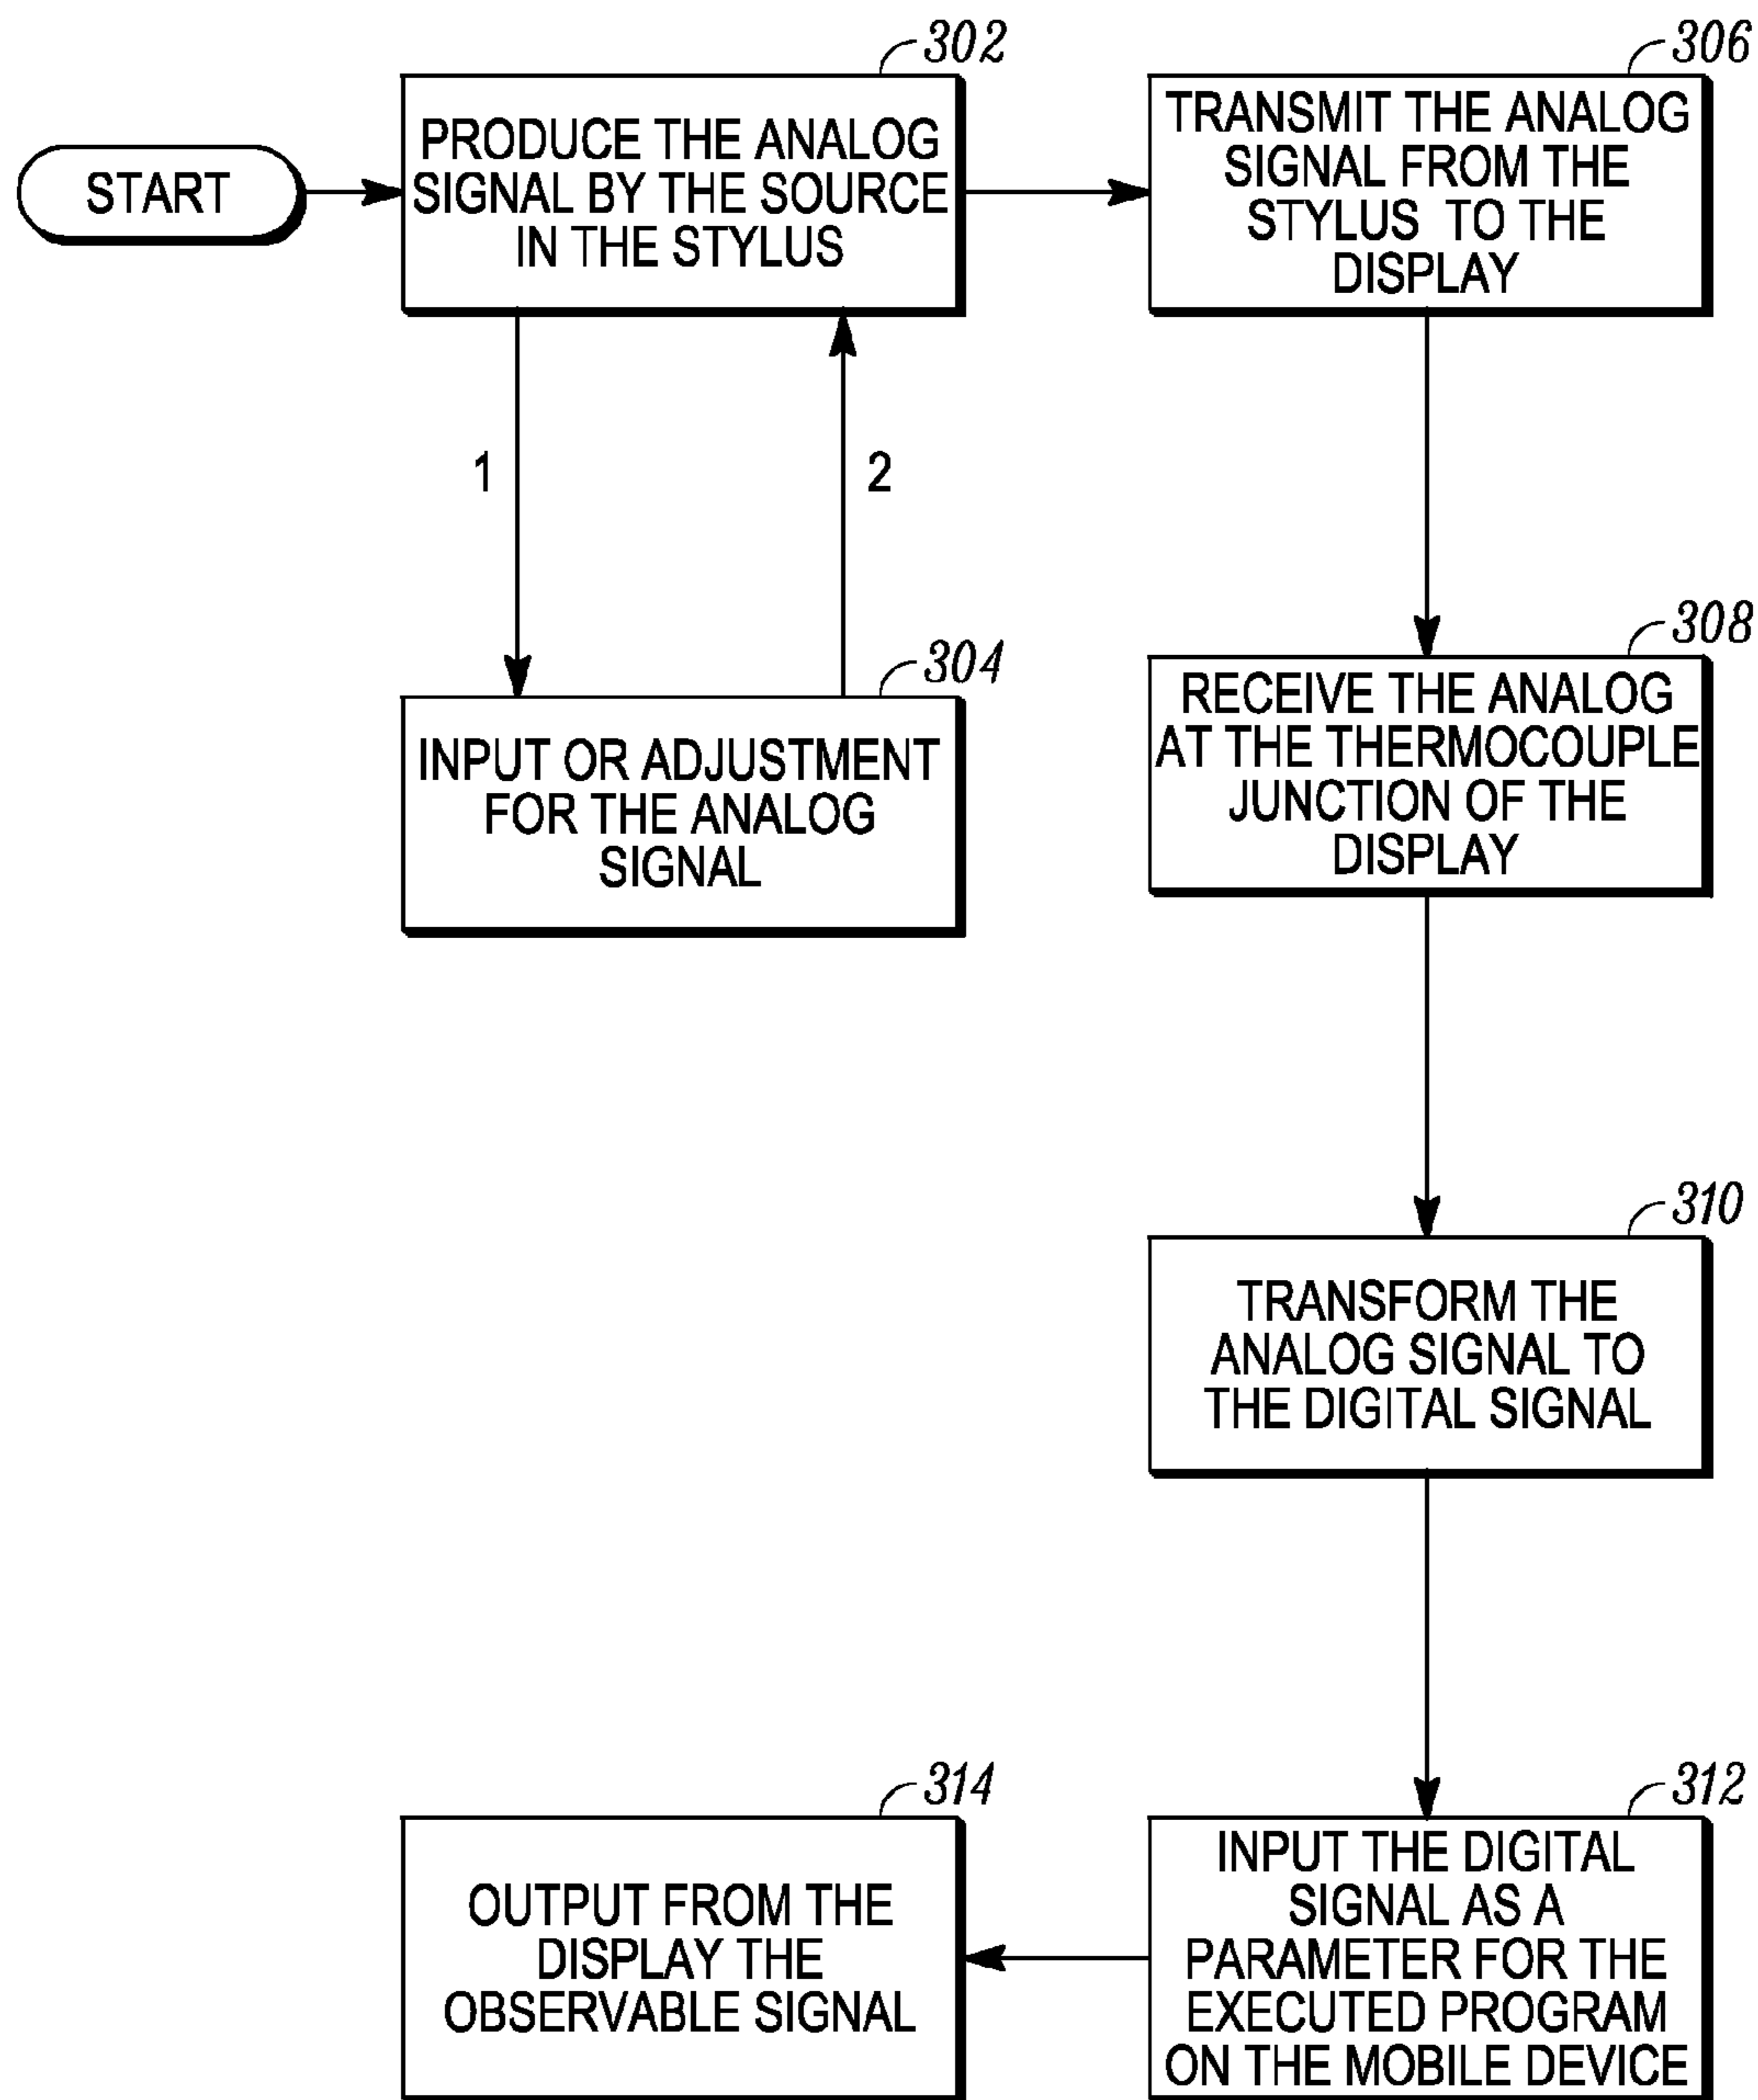 START
302
PRODUCE THE ANALOG
SIGNAL BY THE SOURCE
IN THE STYLUS
306
TRANSMIT THE ANALOG
SIGNAL FROM THE
STYLUS TO THE
DISPLAY
1
2
304
INPUT OR ADJUSTMENT
FOR THE ANALOG
SIGNAL
308
RECEIVE THE ANALOG
AT THE THERMOCOUPLE
JUNCTION OF THE
DISPLAY
310
TRANSFORM THE
ANALOG SIGNAL TO
THE DIGITAL SIGNAL
312
INPUT THE DIGITAL
SIGNAL AS A
PARAMETER FOR THE
EXECUTED PROGRAM
ON THE MOBILE DEVICE
314
OUTPUT FROM THE
DISPLAY THE
OBSERVABLE SIGNAL